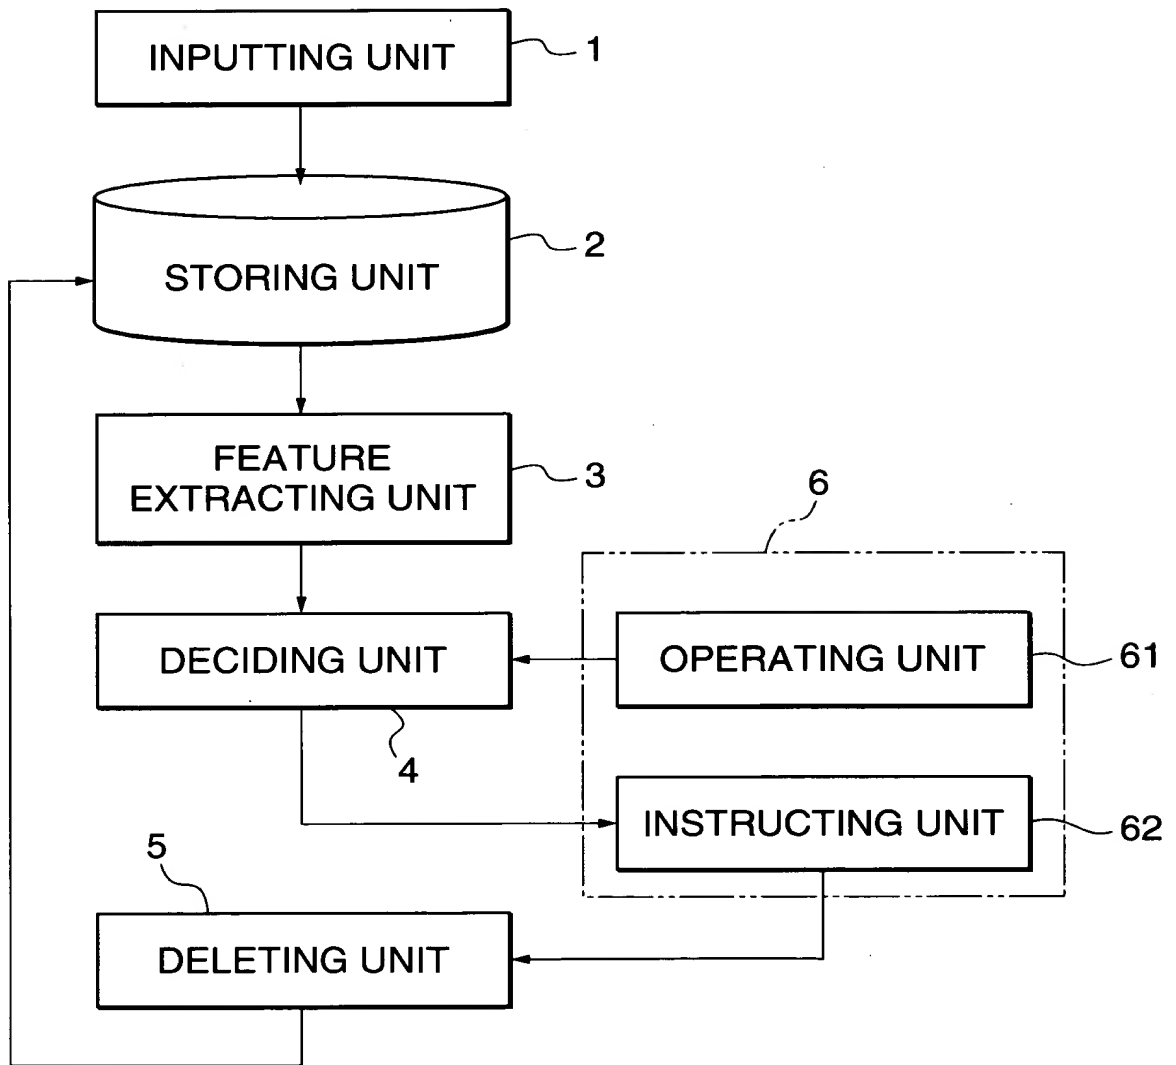 INPUTTING UNIT
1
STORING UNIT
2
FEATURE
EXTRACTING UNIT
3
6
DECIDING UNIT
4
OPERATING UNIT
61
INSTRUCTING UNIT
62
5
DELETING UNIT